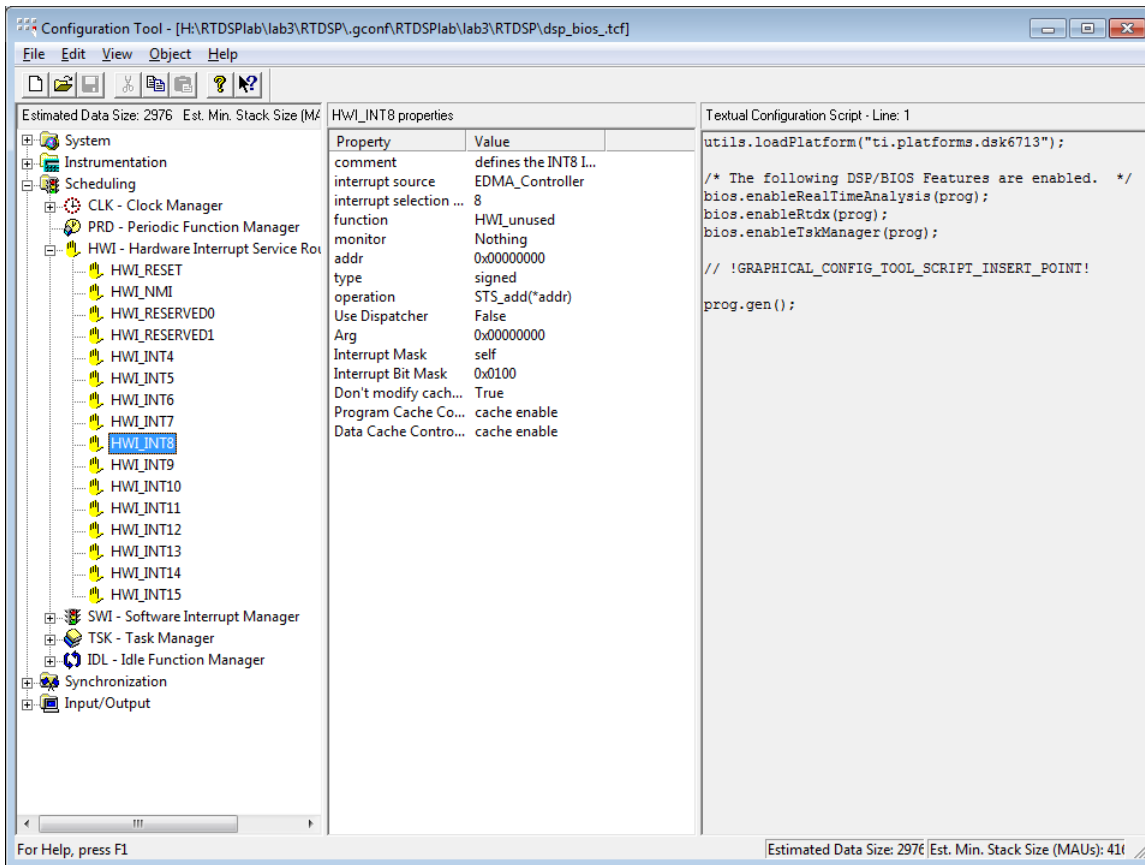 Configuration Tool - [H:\RTDSPlab\lab3\RTDSP\.gconf\RTDSPlab\lab3\RTDSP\dsp_bios_.tcf]
File Edit View Object Help
Estimated Data Size: 2976 Est. Min. Stack Size (MA
System
Instrumentation
Scheduling
CLK - Clock Manager
PRD - Periodic Function Manager
HWI - Hardware Interrupt Service Rou
HWI_RESET
HWI_NMI
HWI_RESERVED0
HWI_RESERVED1
HWI_INT4
HWI_INT5
HWI_INT6
HWI_INT7
HWI_INT8
HWI_INT9
HWI_INT10
HWI_INT11
HWI_INT12
HWI_INT13
HWI_INT14
HWI_INT15
SWI - Software Interrupt Manager
TSK - Task Manager
IDL - Idle Function Manager
Synchronization
Input/Output
HWI_INT8 properties
Property Value
comment defines the INT8 I...
interrupt source EDMA_Controller
interrupt selection ... 8
function HWI_unused
monitor Nothing
addr 0x00000000
type signed
operation STS_add(*addr)
Use Dispatcher False
Arg 0x00000000
Interrupt Mask self
Interrupt Bit Mask 0x0100
Don't modify cach... True
Program Cache Co... cache enable
Data Cache Contro... cache enable
Textual Configuration Script - Line: 1
utils.loadPlatform("ti.platforms.dsk6713");
/* The following DSP/BIOS Features are enabled. */
bios.enableRealTimeAnalysis(prog);
bios.enableRtdx(prog);
bios.enableTskManager(prog);
// !GRAPHICAL_CONFIG_TOOL_SCRIPT_INSERT_POINT!
prog.gen();
For Help, press F1
Estimated Data Size: 2976 Est. Min. Stack Size (MAUs): 416